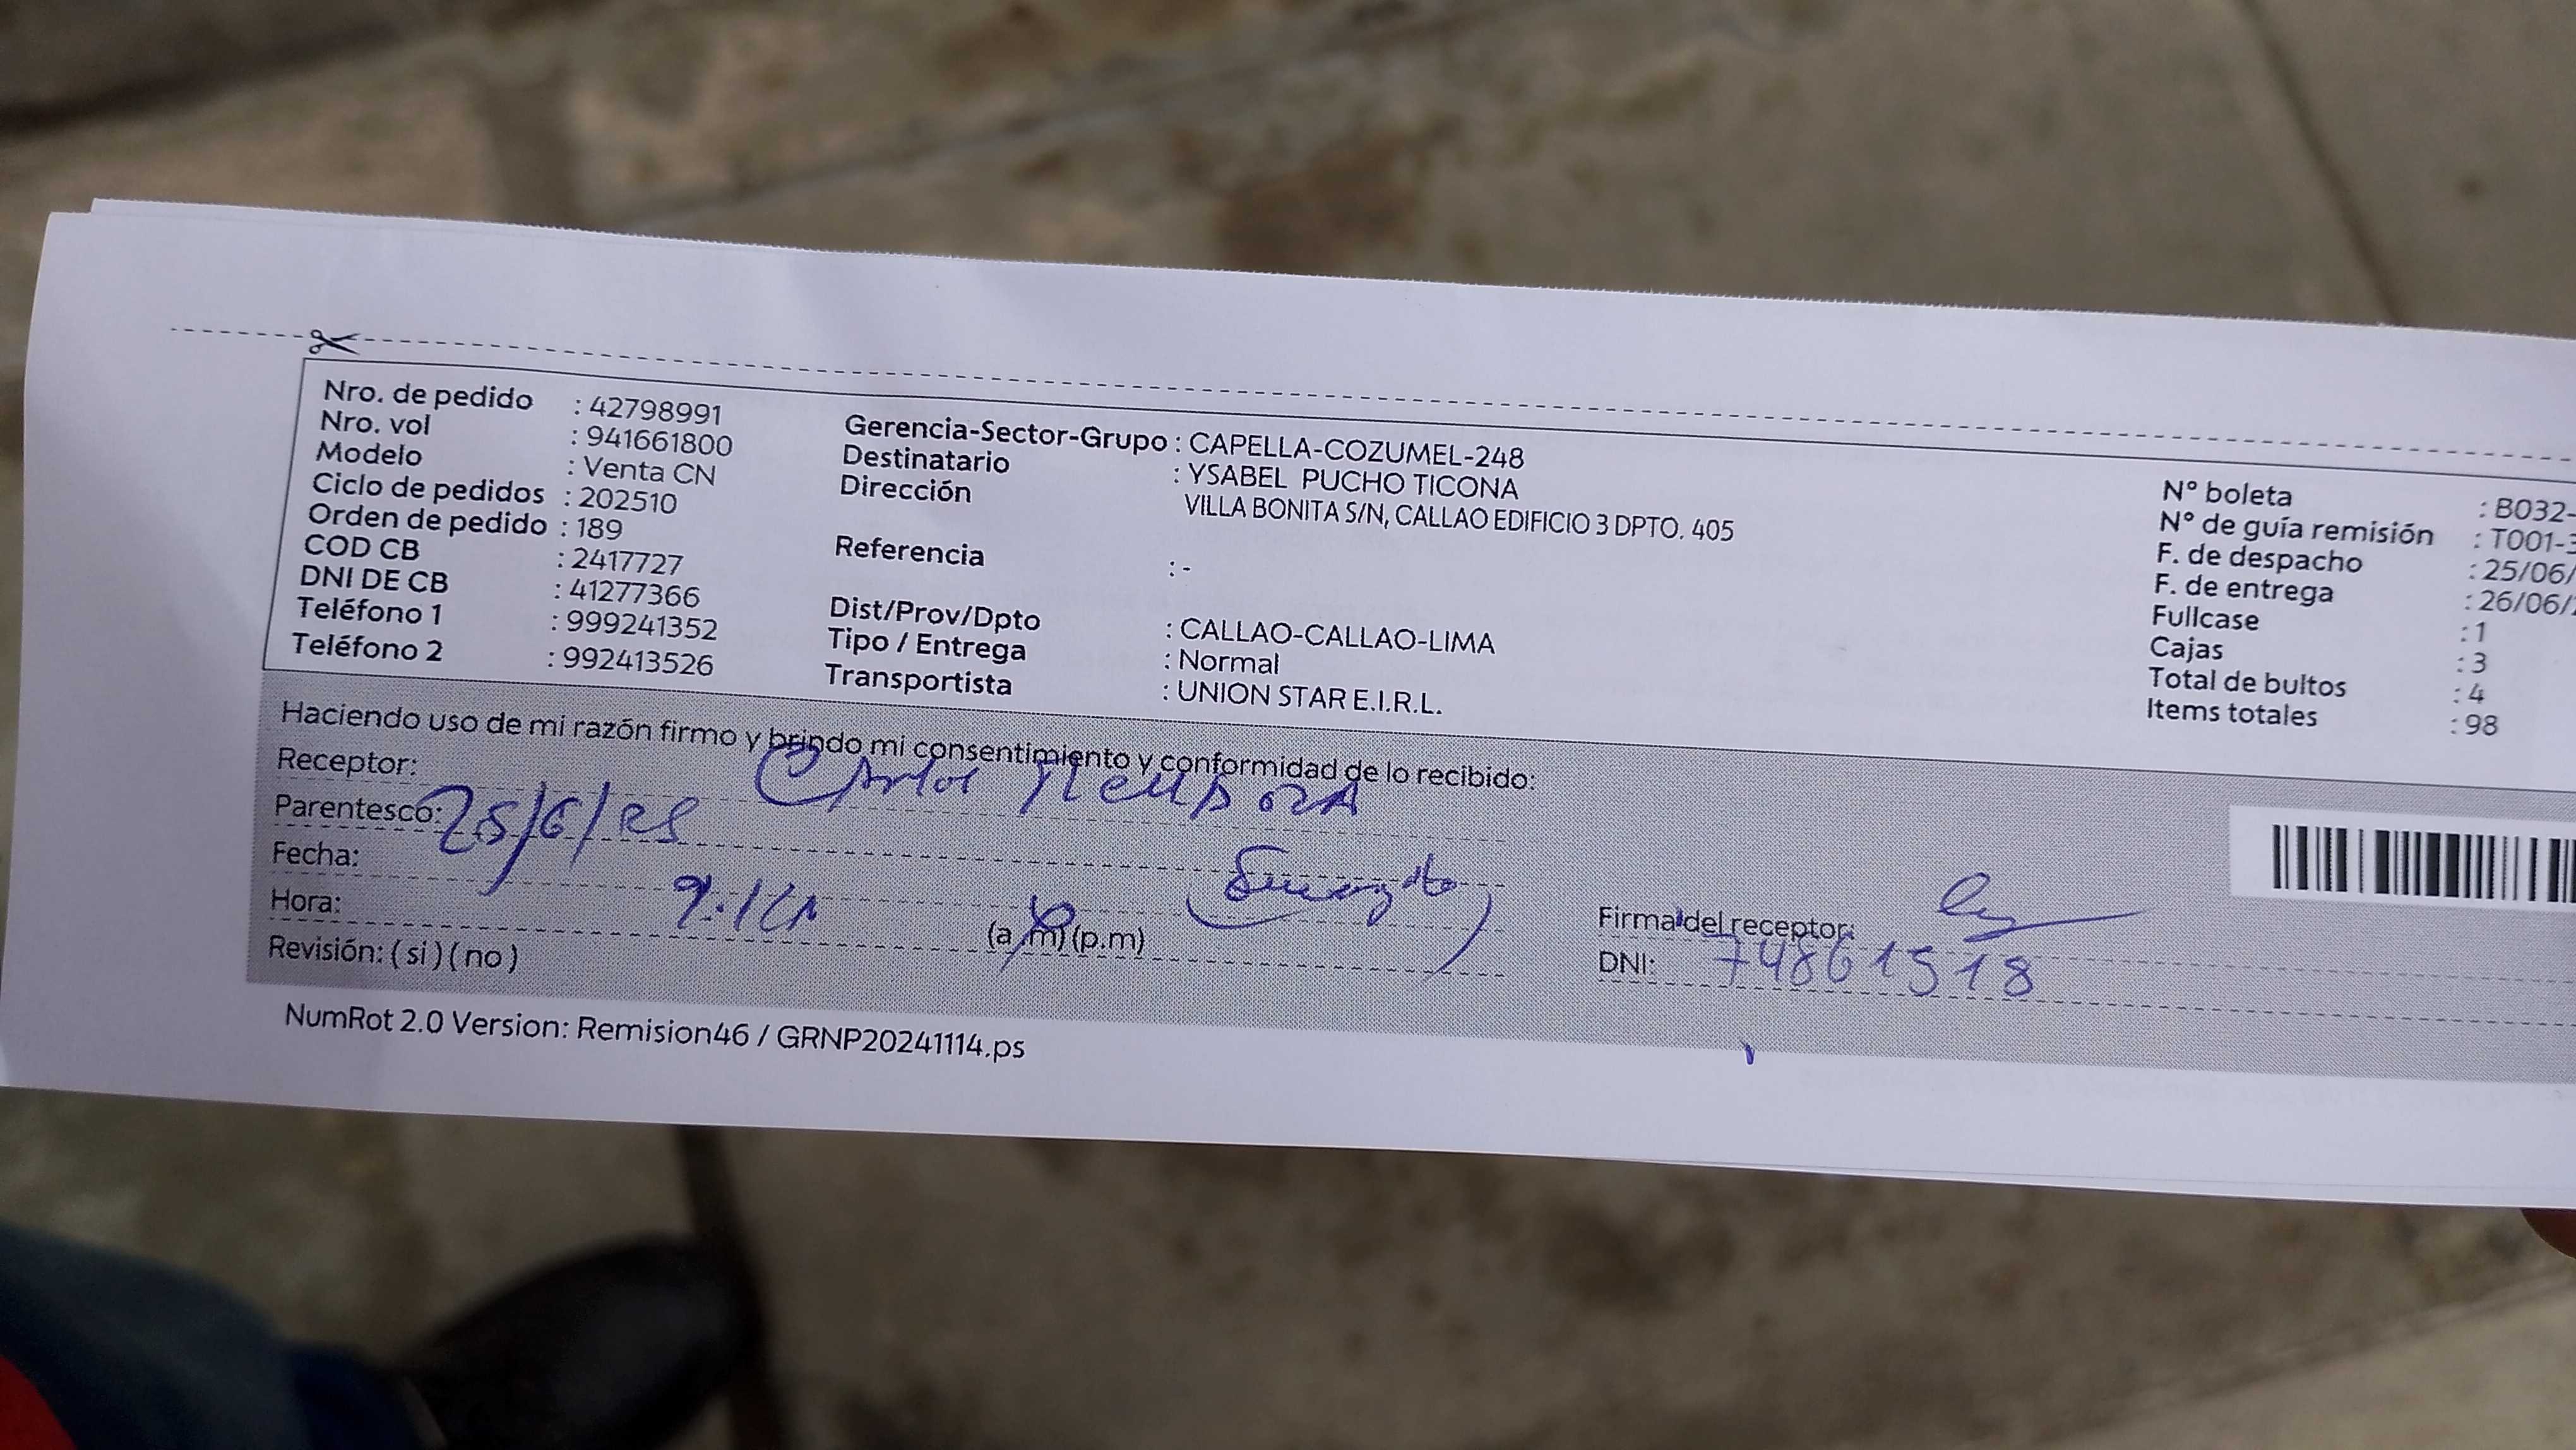 Nro. de pedido : 42798991
Nro. vol : 941661800
Modelo : Venta CN
Ciclo de pedidos : 202510
Orden de pedido : 189
COD CB : 2417727
DNI DE CB : 41277366
Teléfono 1 : 999241352
Teléfono 2 : 992413526
Gerencia-Sector-Grupo : CAPELLA-COZUMEL-248
Destinatario : YSABEL PUCHO TICONA
Dirección VILLA BONITA S/N, CALLAO EDIFICIO 3 DPTO. 405
Referencia : -
Dist/Prov/Dpto : CALLAO-CALLAO-LIMA
Tipo / Entrega : Normal
Transportista : UNION STAR E.I.R.L.
N° boleta : B032-
N° de guía remisión : T001-3
F. de despacho : 25/06/
F. de entrega : 26/06/
Fullcase : 1
Cajas : 3
Total de bultos : 4
Items totales : 98
Haciendo uso de mi razón firmo y brindo mi consentimiento y conformidad de lo recibido:
Receptor: Carlos Mendoza
Parentesco: 25/6/25
Fecha:
Hora: (a.m) (p.m)
Revisión: ( si ) ( no )
Firma del receptor:
DNI: 74861518
NumRot 2.0 Version: Remision46 / GRNP20241114.ps